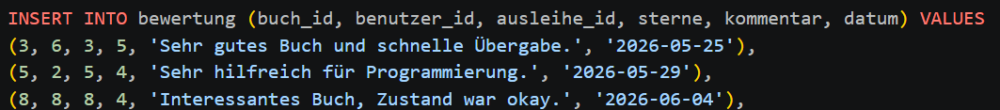 INSERT INTO bewertung (buch_id, benutzer_id, ausleihe_id, sterne, kommentar, datum) VALUES
(3, 6, 3, 5, 'Sehr gutes Buch und schnelle Übergabe.', '2026-05-25'),
(5, 2, 5, 4, 'Sehr hilfreich für Programmierung.', '2026-05-29'),
(8, 8, 8, 4, 'Interessantes Buch, Zustand war okay.', '2026-06-04'),